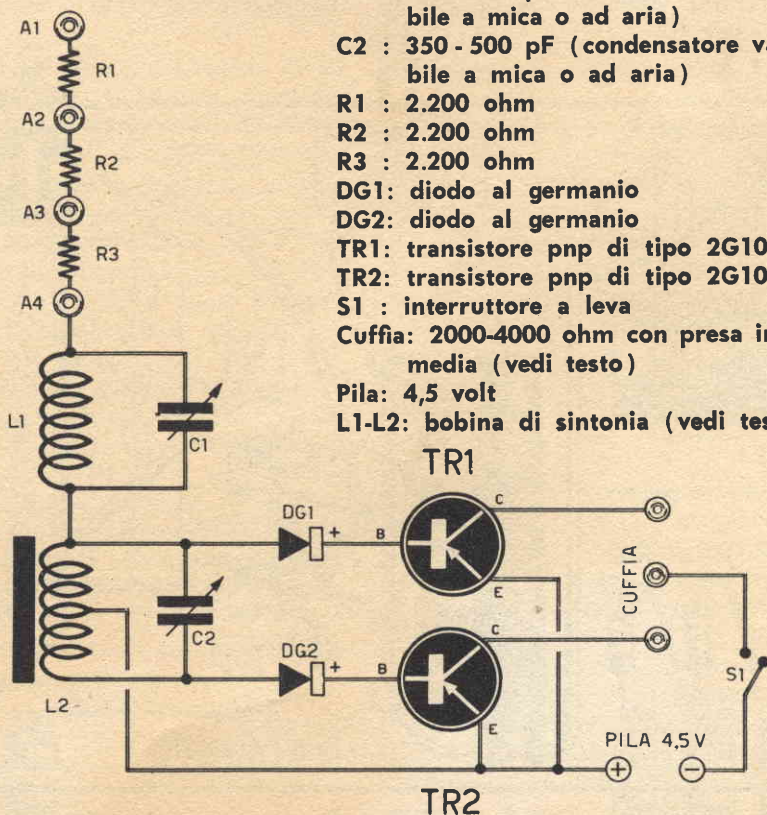 bile a mica o ad aria)
C2 : 350 - 500 pF (condensatore va
bile a mica o ad aria)
R1 : 2.200 ohm
R2 : 2.200 ohm
R3 : 2.200 ohm
DG1: diodo al germanio
DG2: diodo al germanio
TR1: transistore pnp di tipo 2G10
TR2: transistore pnp di tipo 2G10
S1 : interruttore a leva
Cuffia: 2000-4000 ohm con presa in
media (vedi testo)
Pila: 4,5 volt
L1-L2: bobina di sintonia (vedi tes
A1
R1
A2
R2
A3
R3
A4
L1
C1
TR1
DG1
+
B
C
E
CUFFIA
C2
DG2
+
B
C
E
S1
L2
PILA 4,5 V
+
−
TR2